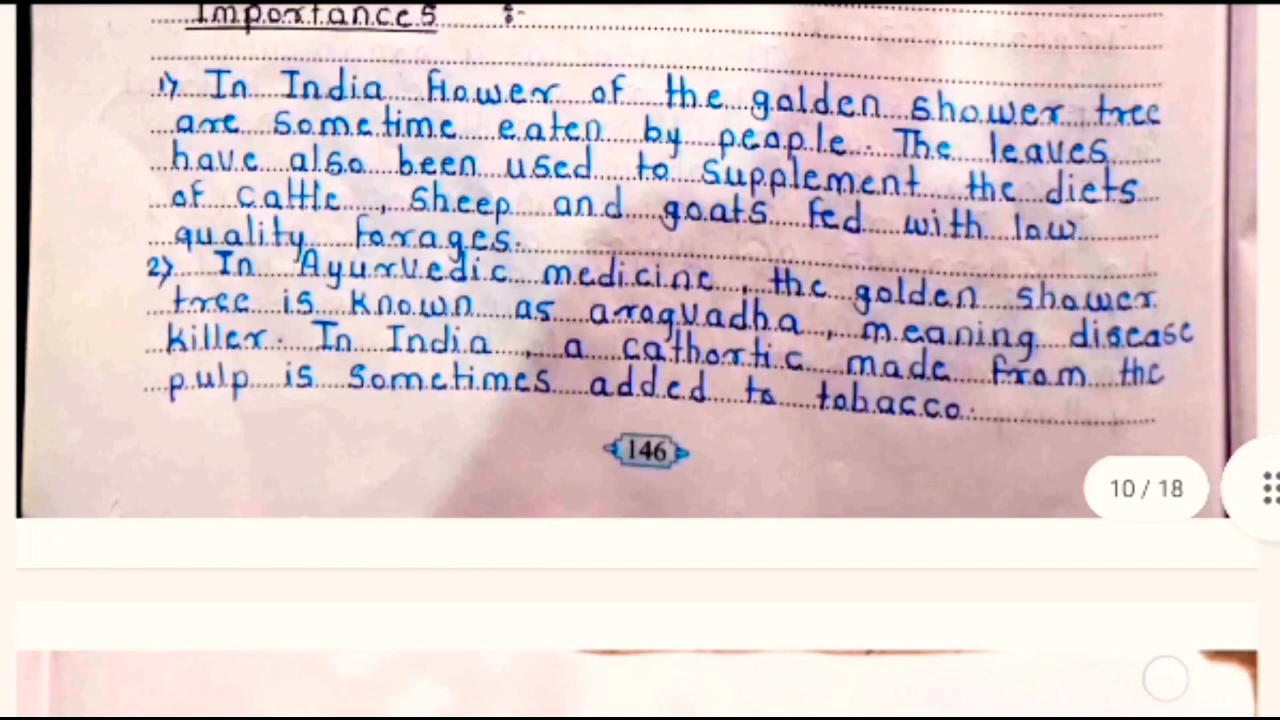 Importances :-
1) In India flower of the golden shower tree
are sometime eaten by people. The leaves
have also been used to supplement the diets
of cattle, sheep and goats fed with low
quality forages.
2) In Ayurvedic medicine, the golden shower
tree is known as aragvadha, meaning disease
killer. In India, a cathortic made from the
pulp is sometimes added to tobacco.
146
10 / 18